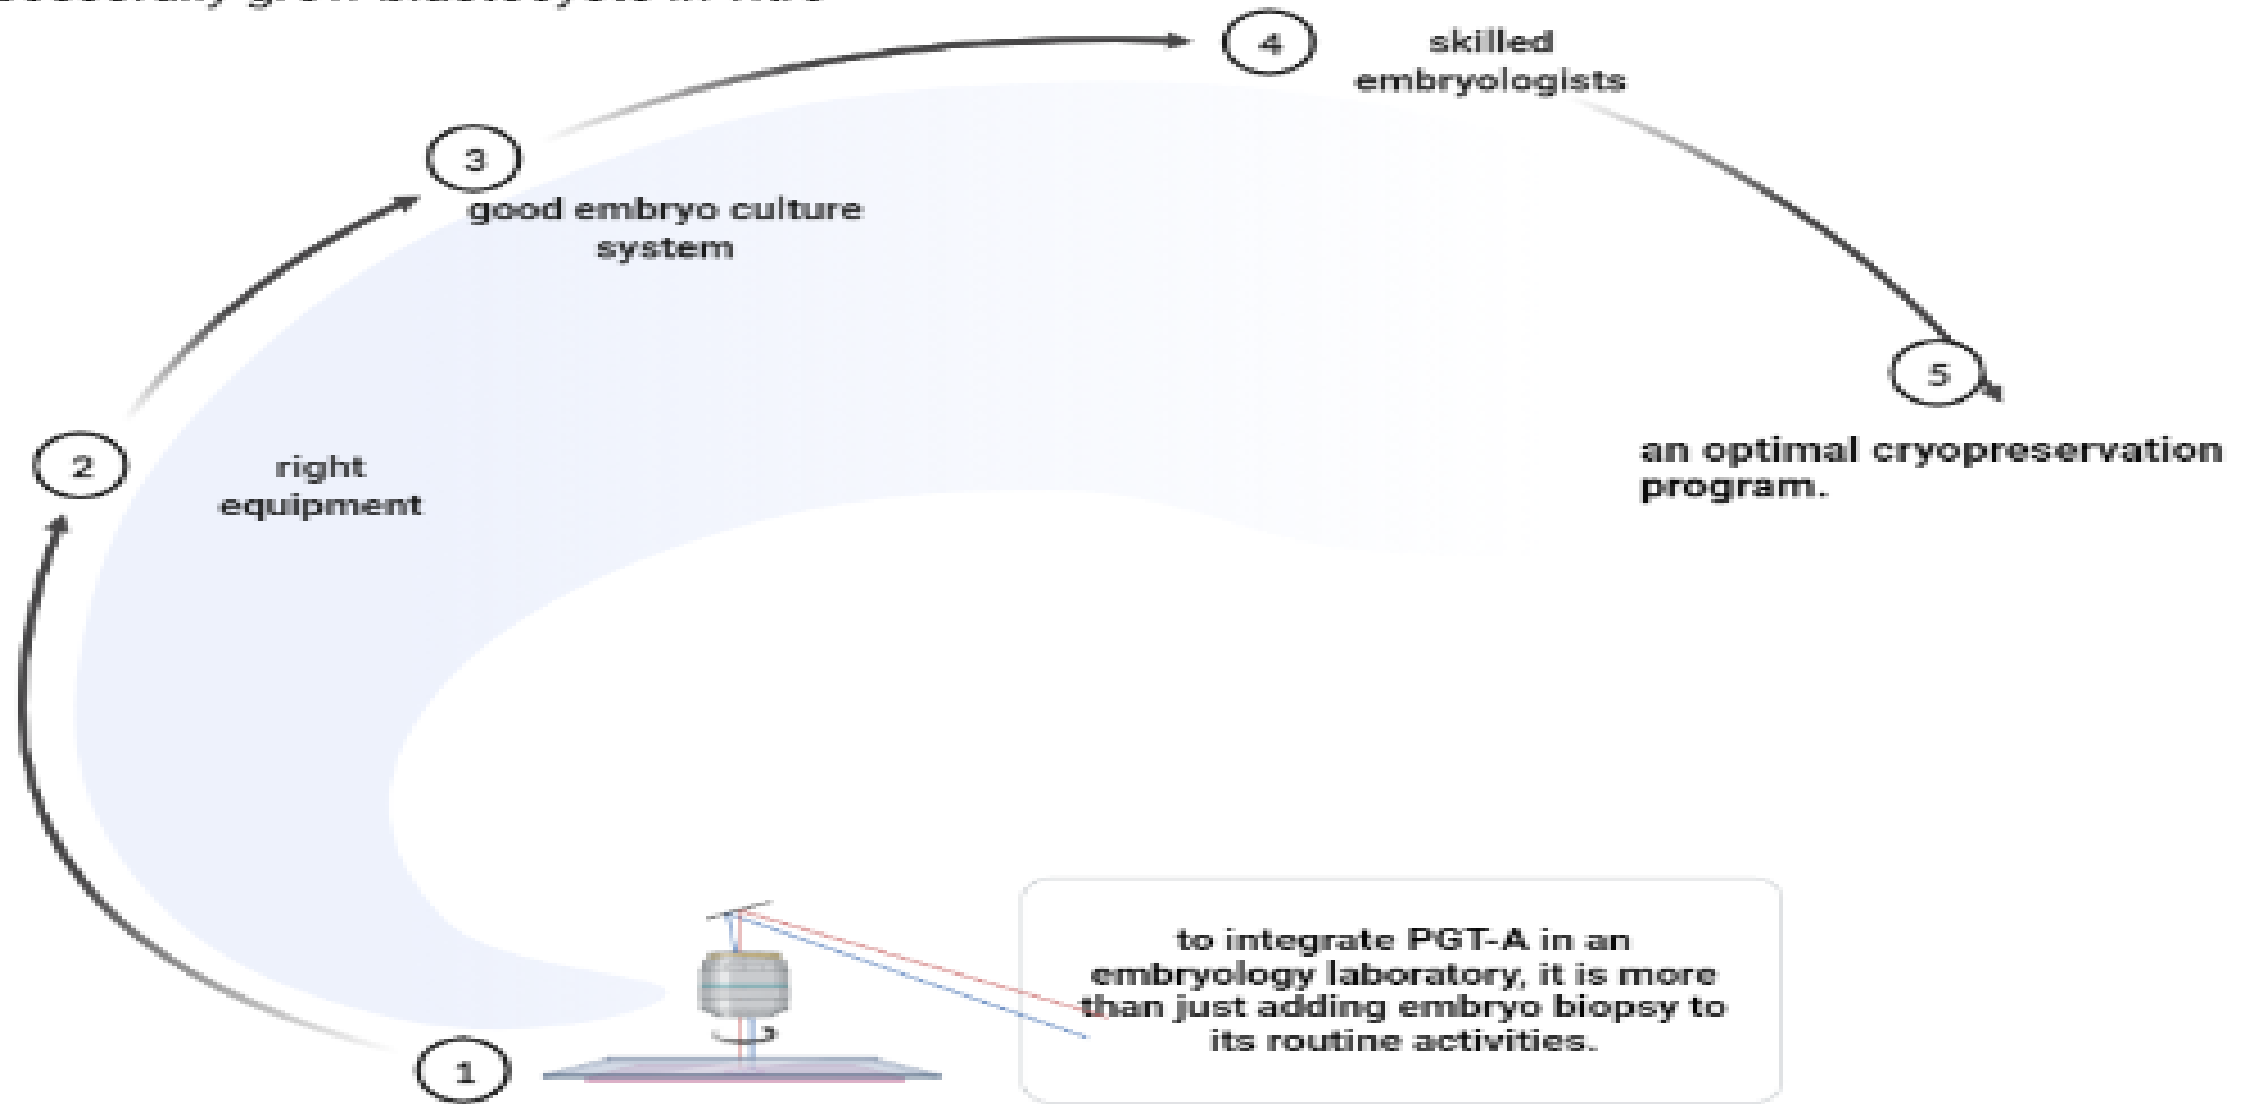 4
skilled
embryologists
3
good embryo culture
system
5
2
right
equipment
an optimal cryopreservation
program.
to integrate PGT-A in an
embryology laboratory, it is more
than just adding embryo biopsy to
its routine activities.
1